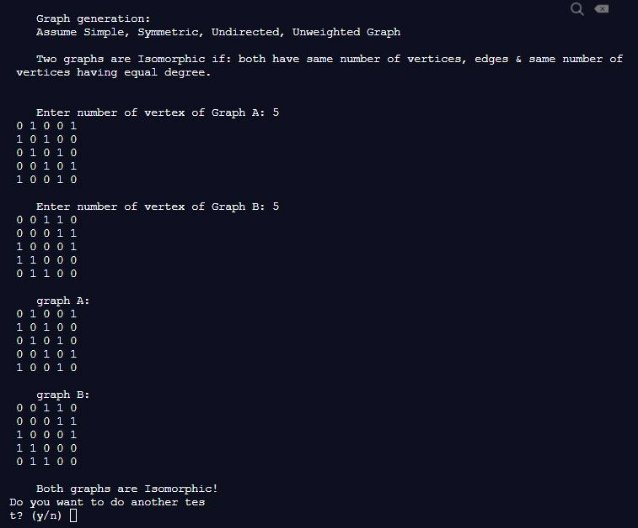 Graph generation:
Assume Simple, Symmetric, Undirected, Unweighted Graph
Two graphs are Isomorphic if: both have same number of vertices, edges & same number of
vertices having equal degree.
Enter number of vertex of Graph A: 5
0 1 0 0 1
1 0 1 0 0
0 1 0 1 0
0 0 1 0 1
1 0 0 1 0
Enter number of vertex of Graph B: 5
0 0 1 1 0
0 0 0 1 1
1 0 0 0 1
1 1 0 0 0
0 1 1 0 0
graph A:
0 1 0 0 1
1 0 1 0 0
0 1 0 1 0
0 0 1 0 1
1 0 0 1 0
graph B:
0 0 1 1 0
0 0 0 1 1
1 0 0 0 1
1 1 0 0 0
0 1 1 0 0
Both graphs are Isomorphic!
Do you want to do another tes
t? (y/n)